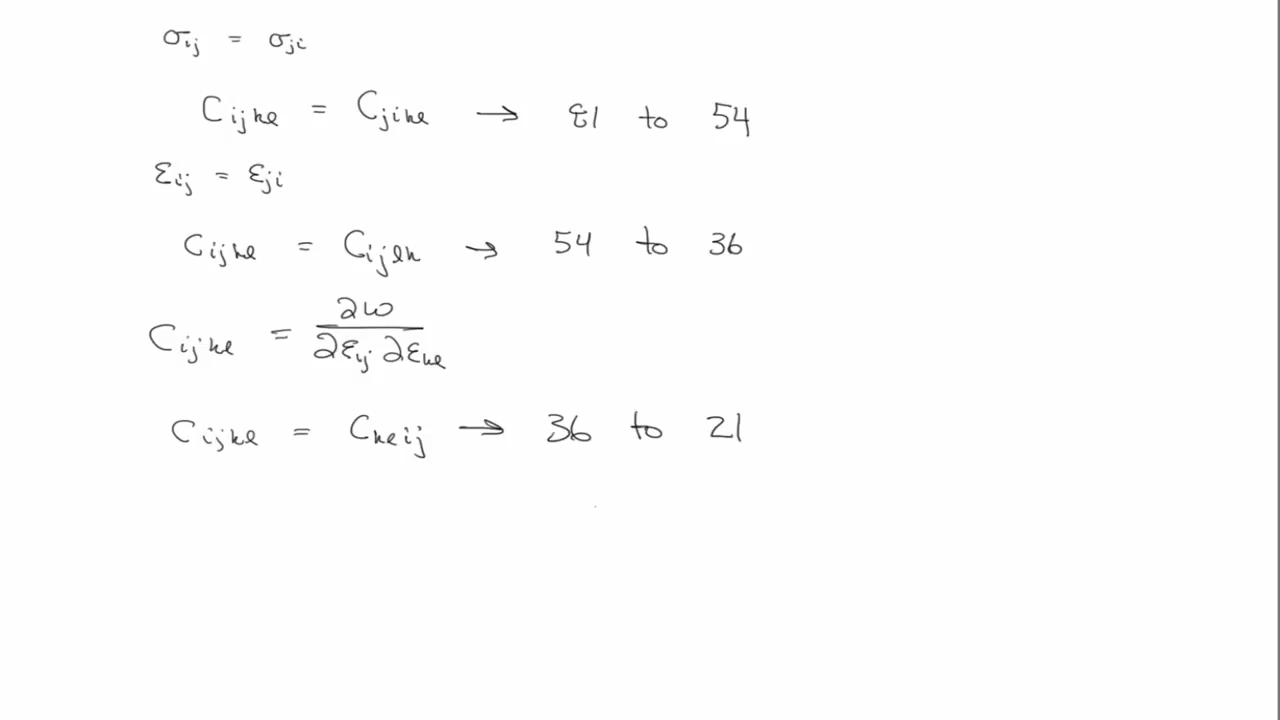 σij = σji
Cijkl = Cjikl → 81 to 54
εij = εji
Cijkl = Cijlk → 54 to 36
Cijkl = ∂w / ∂εij ∂εkl
Cijkl = Cklij → 36 to 21